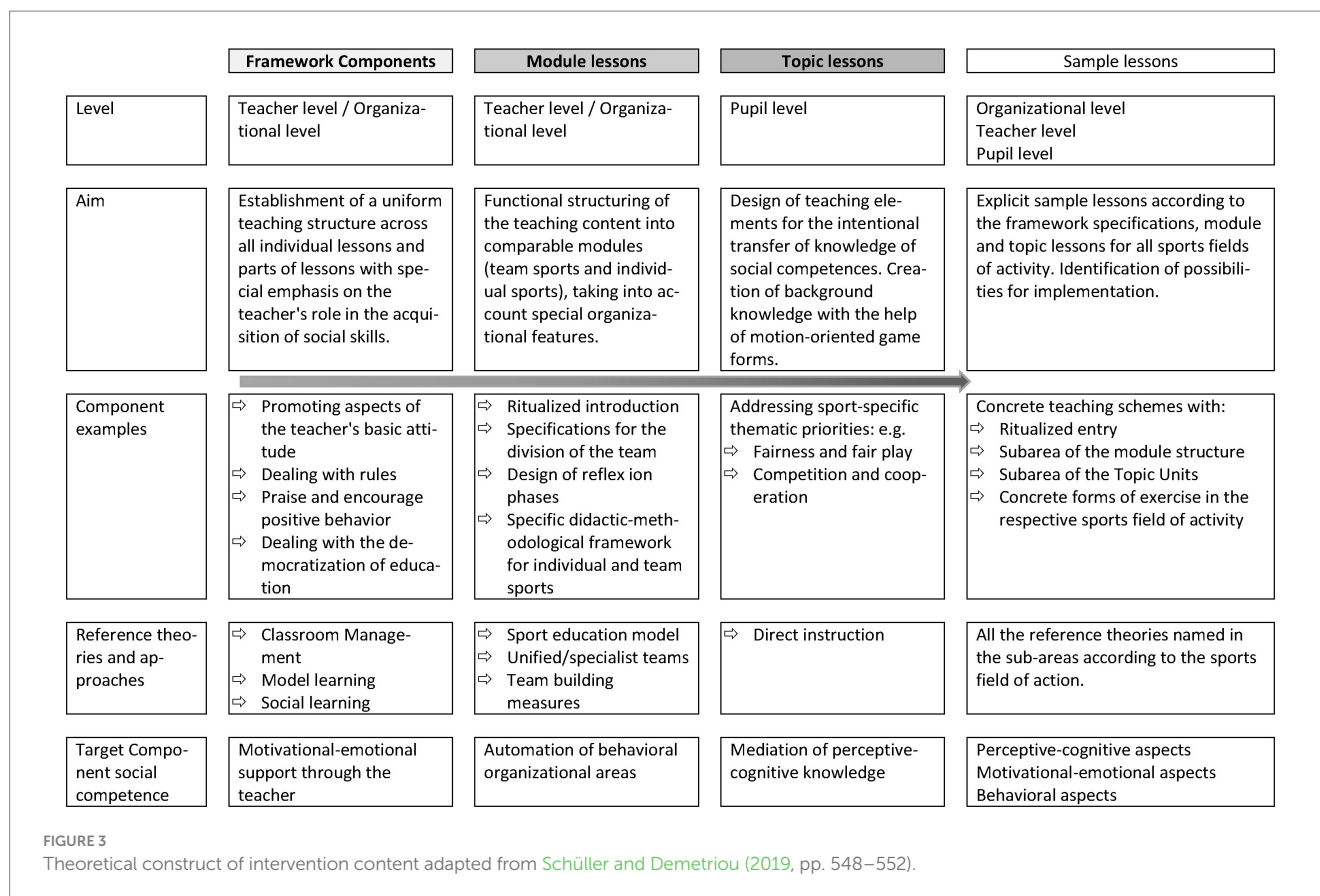 Framework Components
Module lessons
Topic lessons
Sample lessons
Level
Teacher level / Organiza-
tional level
Teacher level / Organiza-
tional level
Pupil level
Organizational level
Teacher level
Pupil level
Aim
Establishment of a uniform
teaching structure across
all individual lessons and
parts of lessons with spe-
cial emphasis on the
teacher's role in the acqui-
sition of social skills.
Functional structuring of
the teaching content into
comparable modules
(team sports and individ-
ual sports), taking into ac-
count special organiza-
tional features.
Design of teaching ele-
ments for the intentional
transfer of knowledge of
social competences. Crea-
tion of background
knowledge with the help
of motion-oriented game
forms.
Explicit sample lessons according to
the framework specifications, module
and topic lessons for all sports fields
of activity. Identification of possibili-
ties for implementation.
Component
examples
⇨ Promoting aspects of
the teacher's basic atti-
tude
⇨ Dealing with rules
⇨ Praise and encourage
positive behavior
⇨ Dealing with the de-
mocratization of educa-
tion
⇨ Ritualized introduction
⇨ Specifications for the
division of the team
⇨ Design of reflex ion
phases
⇨ Specific didactic-meth-
odological framework
for individual and team
sports
Addressing sport-specific
thematic priorities: e.g.
⇨ Fairness and fair play
⇨ Competition and coop-
eration
Concrete teaching schemes with:
⇨ Ritualized entry
⇨ Subarea of the module structure
⇨ Subarea of the Topic Units
⇨ Concrete forms of exercise in the
respective sports field of activity
Reference theo-
ries and ap-
proaches
⇨ Classroom Manage-
ment
⇨ Model learning
⇨ Social learning
⇨ Sport education model
⇨ Unified/specialist teams
⇨ Team building
measures
⇨ Direct instruction
All the reference theories named in
the sub-areas according to the sports
field of action.
Target Compo-
nent social
competence
Motivational-emotional
support through the
teacher
Automation of behavioral
organizational areas
Mediation of perceptive-
cognitive knowledge
Perceptive-cognitive aspects
Motivational-emotional aspects
Behavioral aspects
FIGURE 3
Theoretical construct of intervention content adapted from Schüller and Demetriou (2019, pp. 548–552).